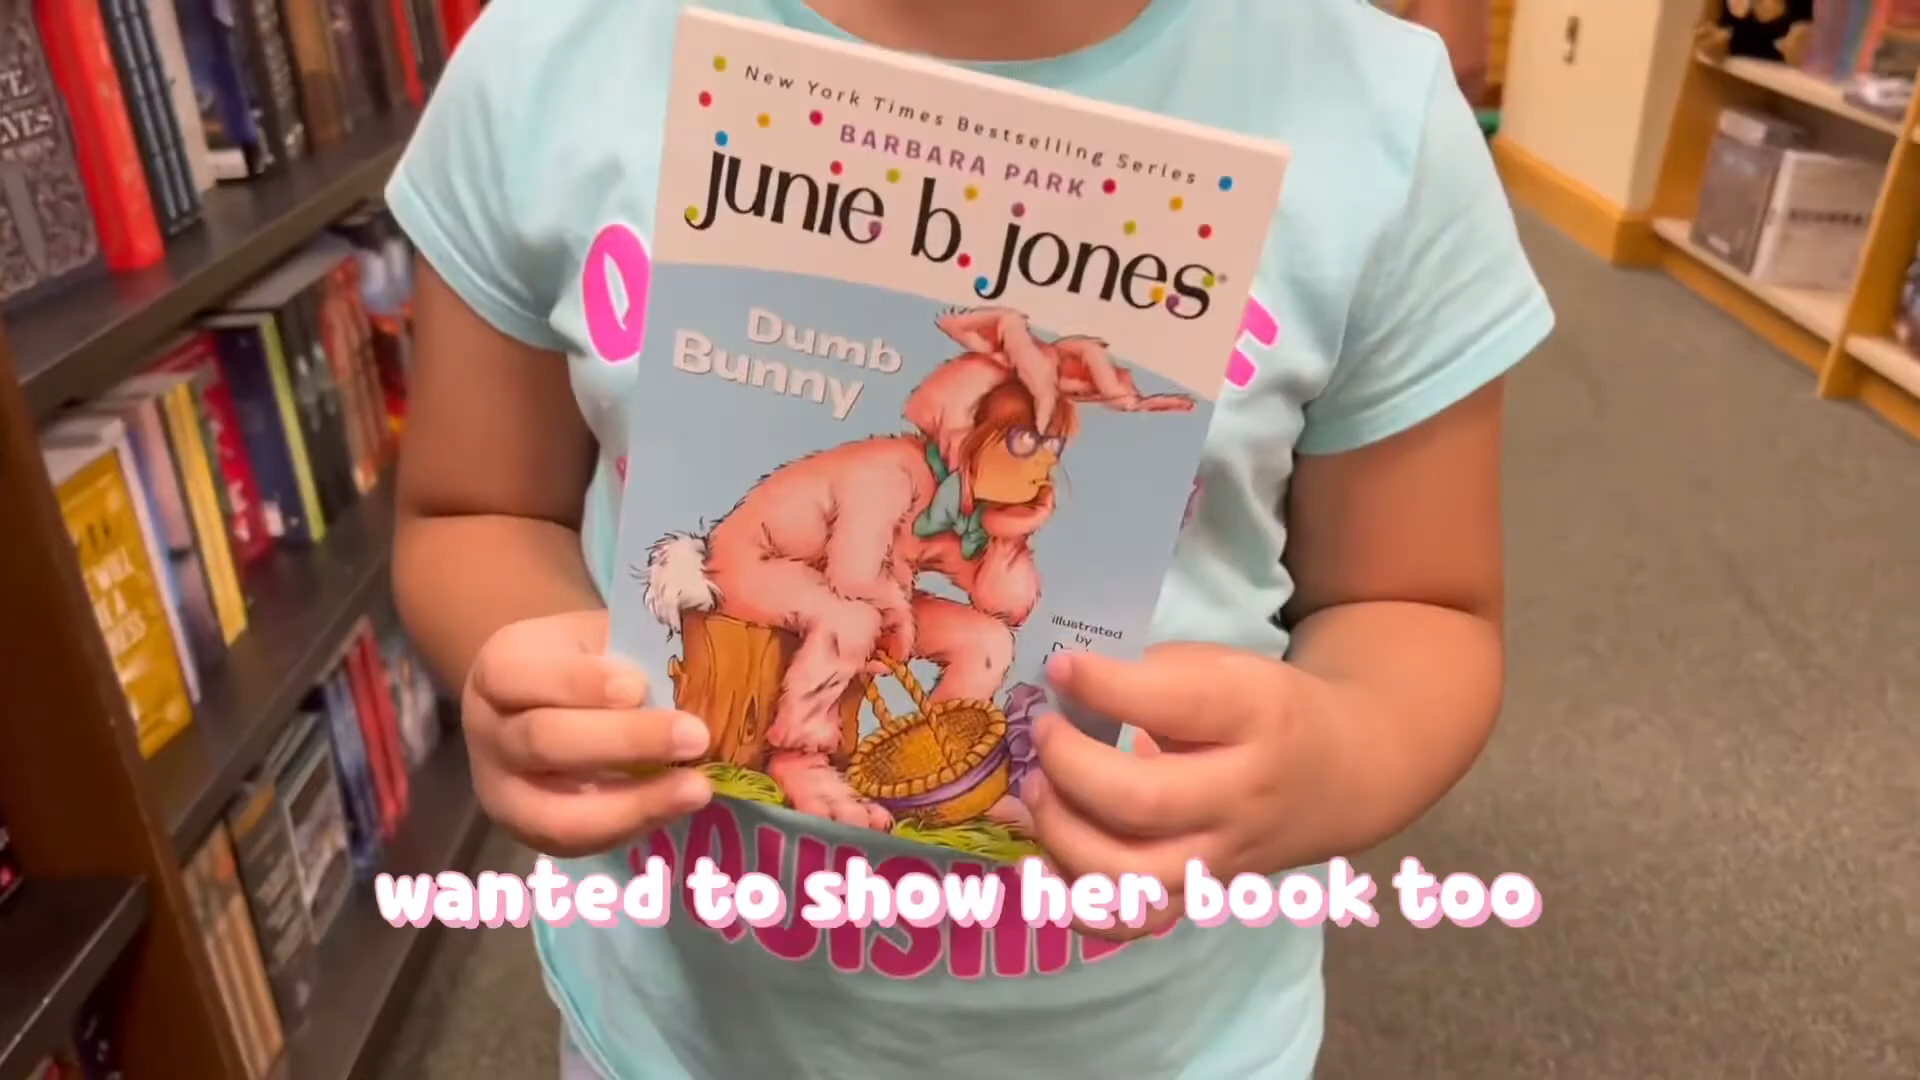 New York Times Bestselling Series
BARBARA PARK
junie b. jones
Dumb
Bunny
illustrated
by
wanted to show her book too